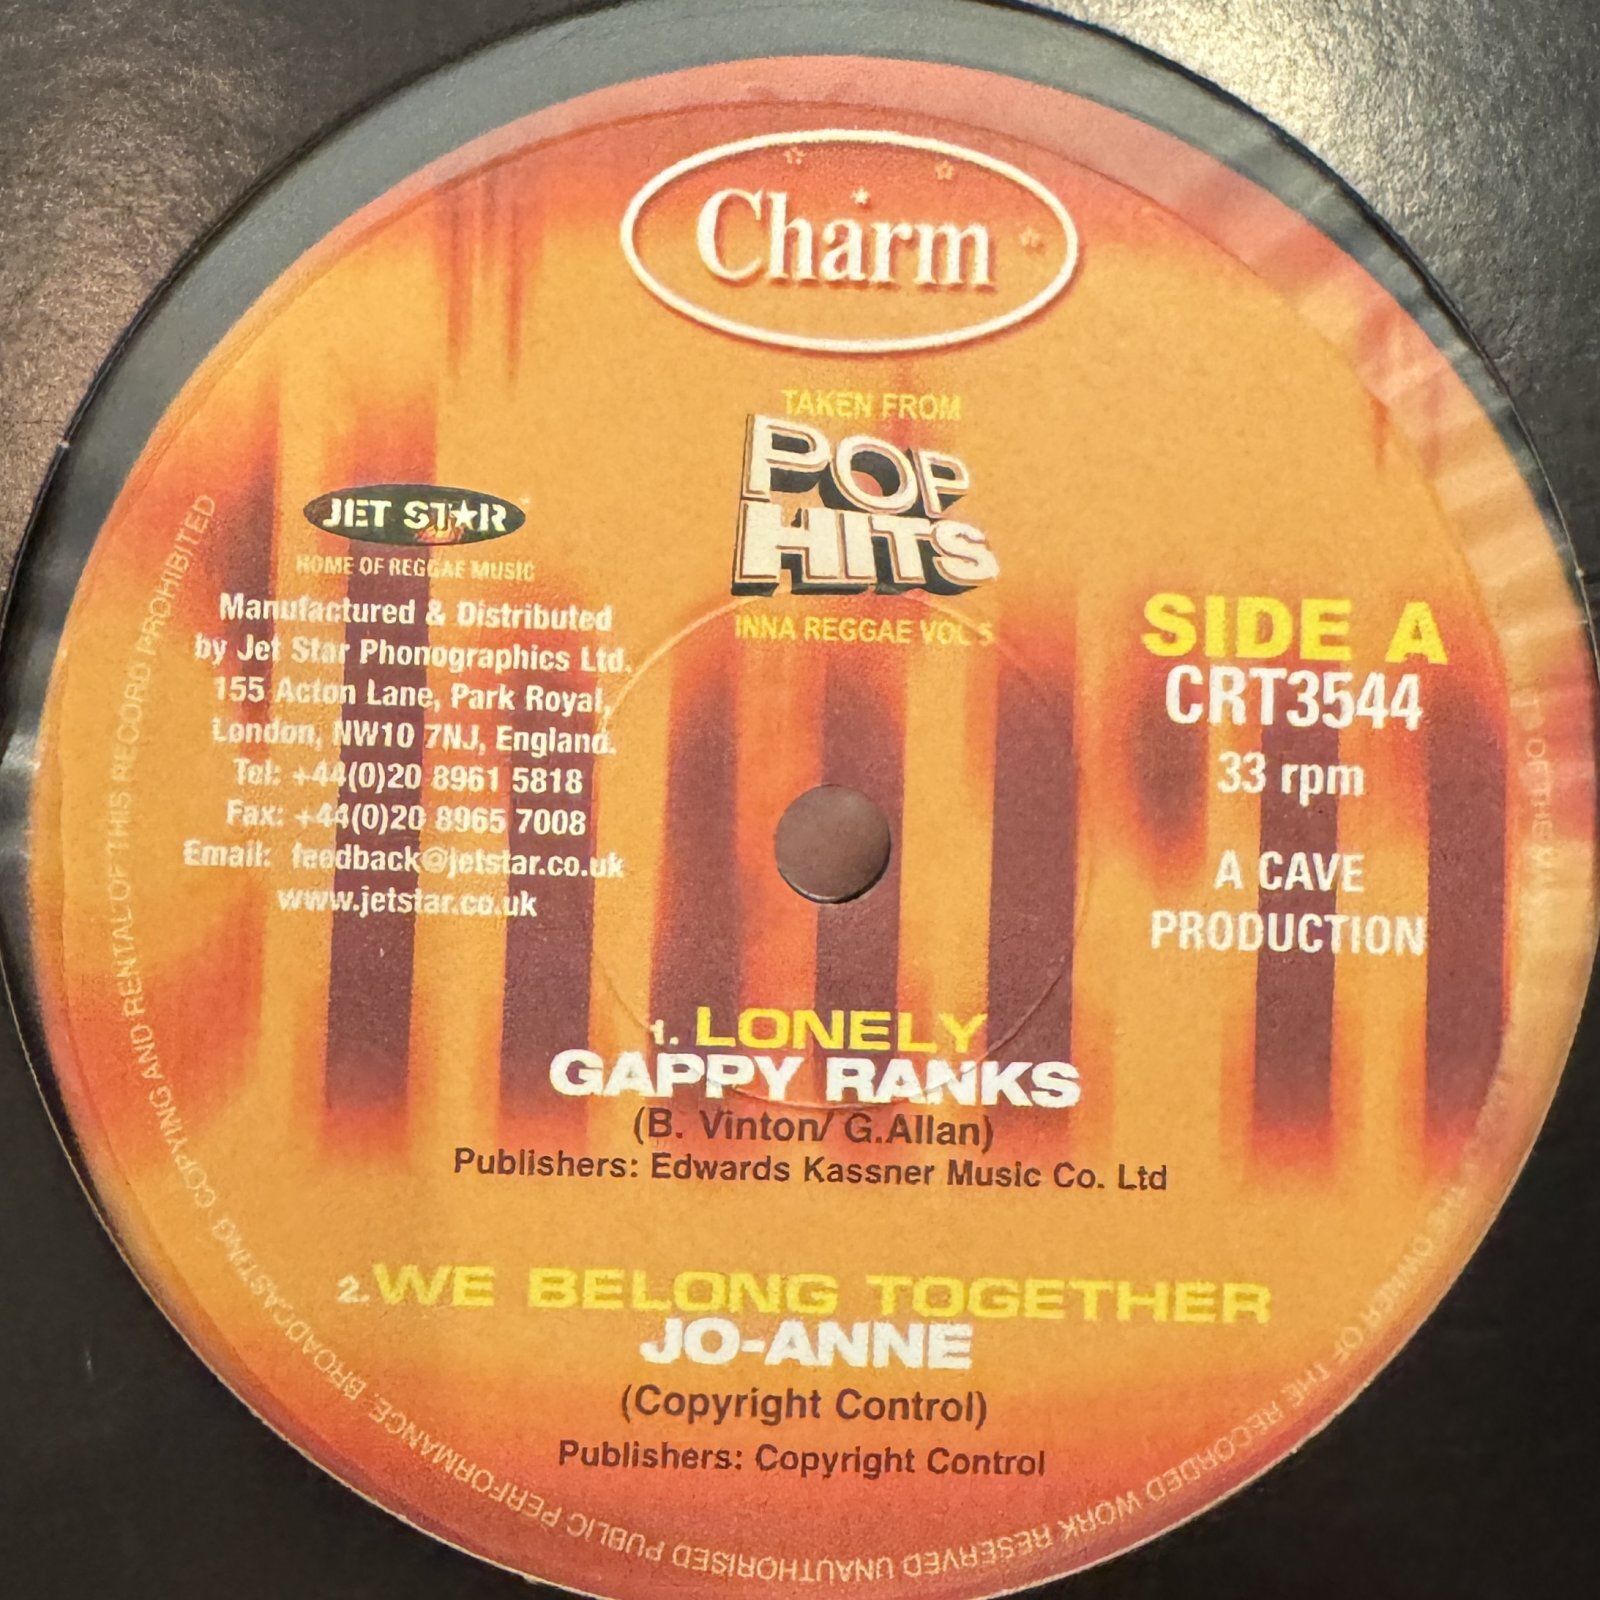 Charm
TAKEN FROM
POP
HITS
INNA REGGAE VOL 5
JET STAR
HOME OF REGGAE MUSIC
Manufactured & Distributed
by Jet Star Phonographics Ltd.
155 Acton Lane, Park Royal,
London, NW10 7NJ, England.
Tel: +44(0)20 8961 5818
Fax: +44(0)20 8965 7008
Email: feedback@jetstar.co.uk
www.jetstar.co.uk
SIDE A
CRT3544
33 rpm
A CAVE
PRODUCTION
1. LONELY
GAPPY RANKS
(B. Vinton/ G.Allan)
Publishers: Edwards Kassner Music Co. Ltd
2.WE BELONG TOGETHER
JO-ANNE
(Copyright Control)
Publishers: Copyright Control
OWNER OF THE RECORDED WORK RESERVED UNAUTHORISED PUBLIC PERFORMANCE. BROADCASTING COPYING AND RENTAL OF THIS RECORD PROHIBITED